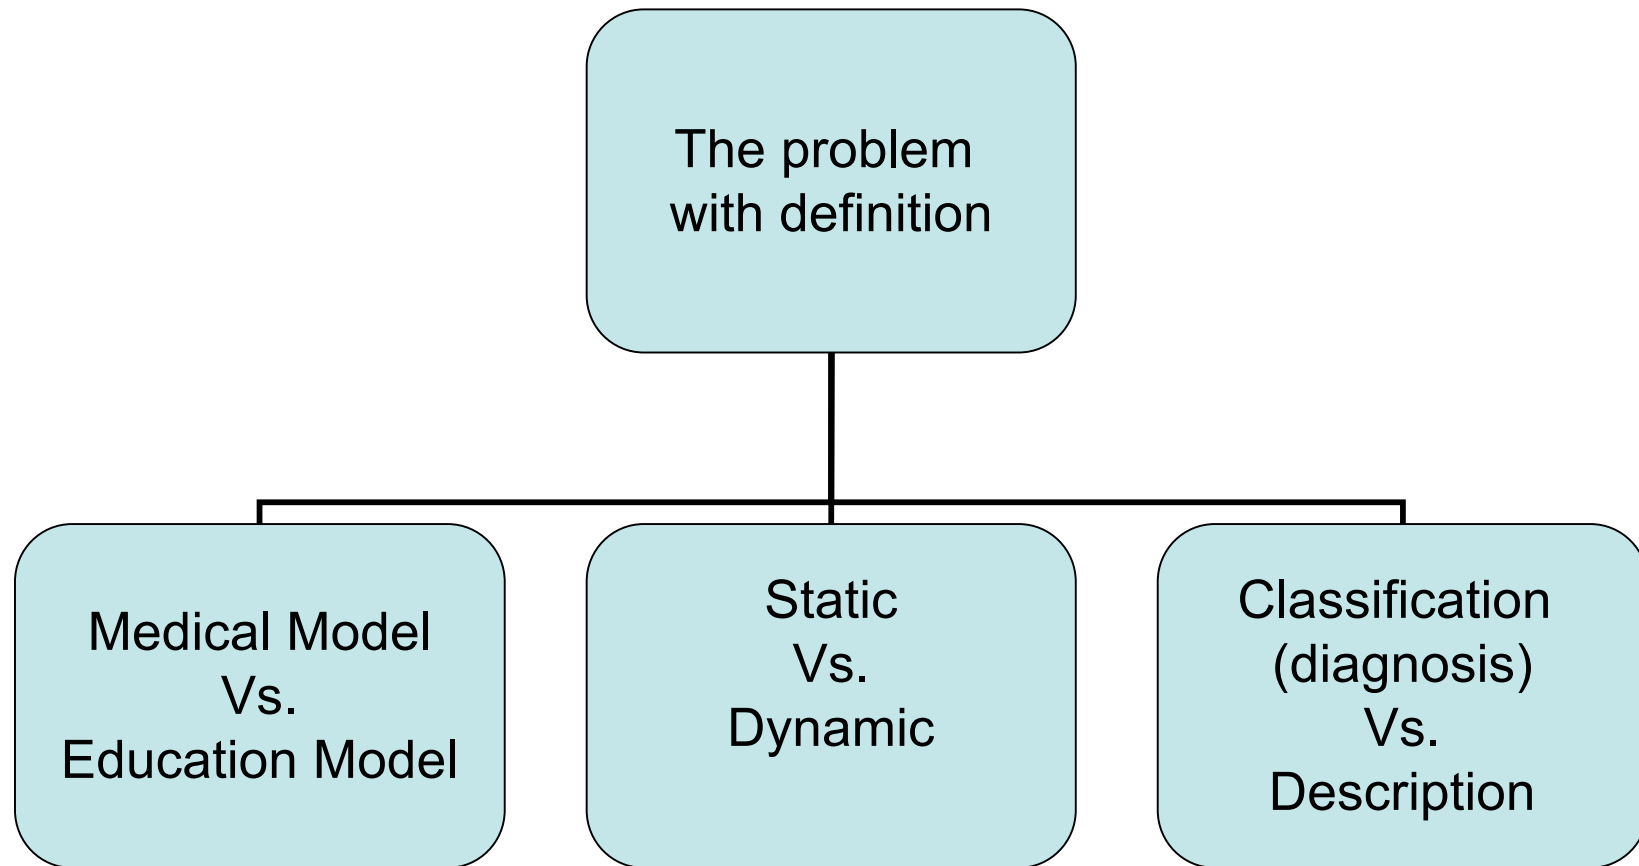 The problem
with definition
Medical Model
Vs.
Education Model
Static
Vs.
Dynamic
Classification
(diagnosis)
Vs.
Description